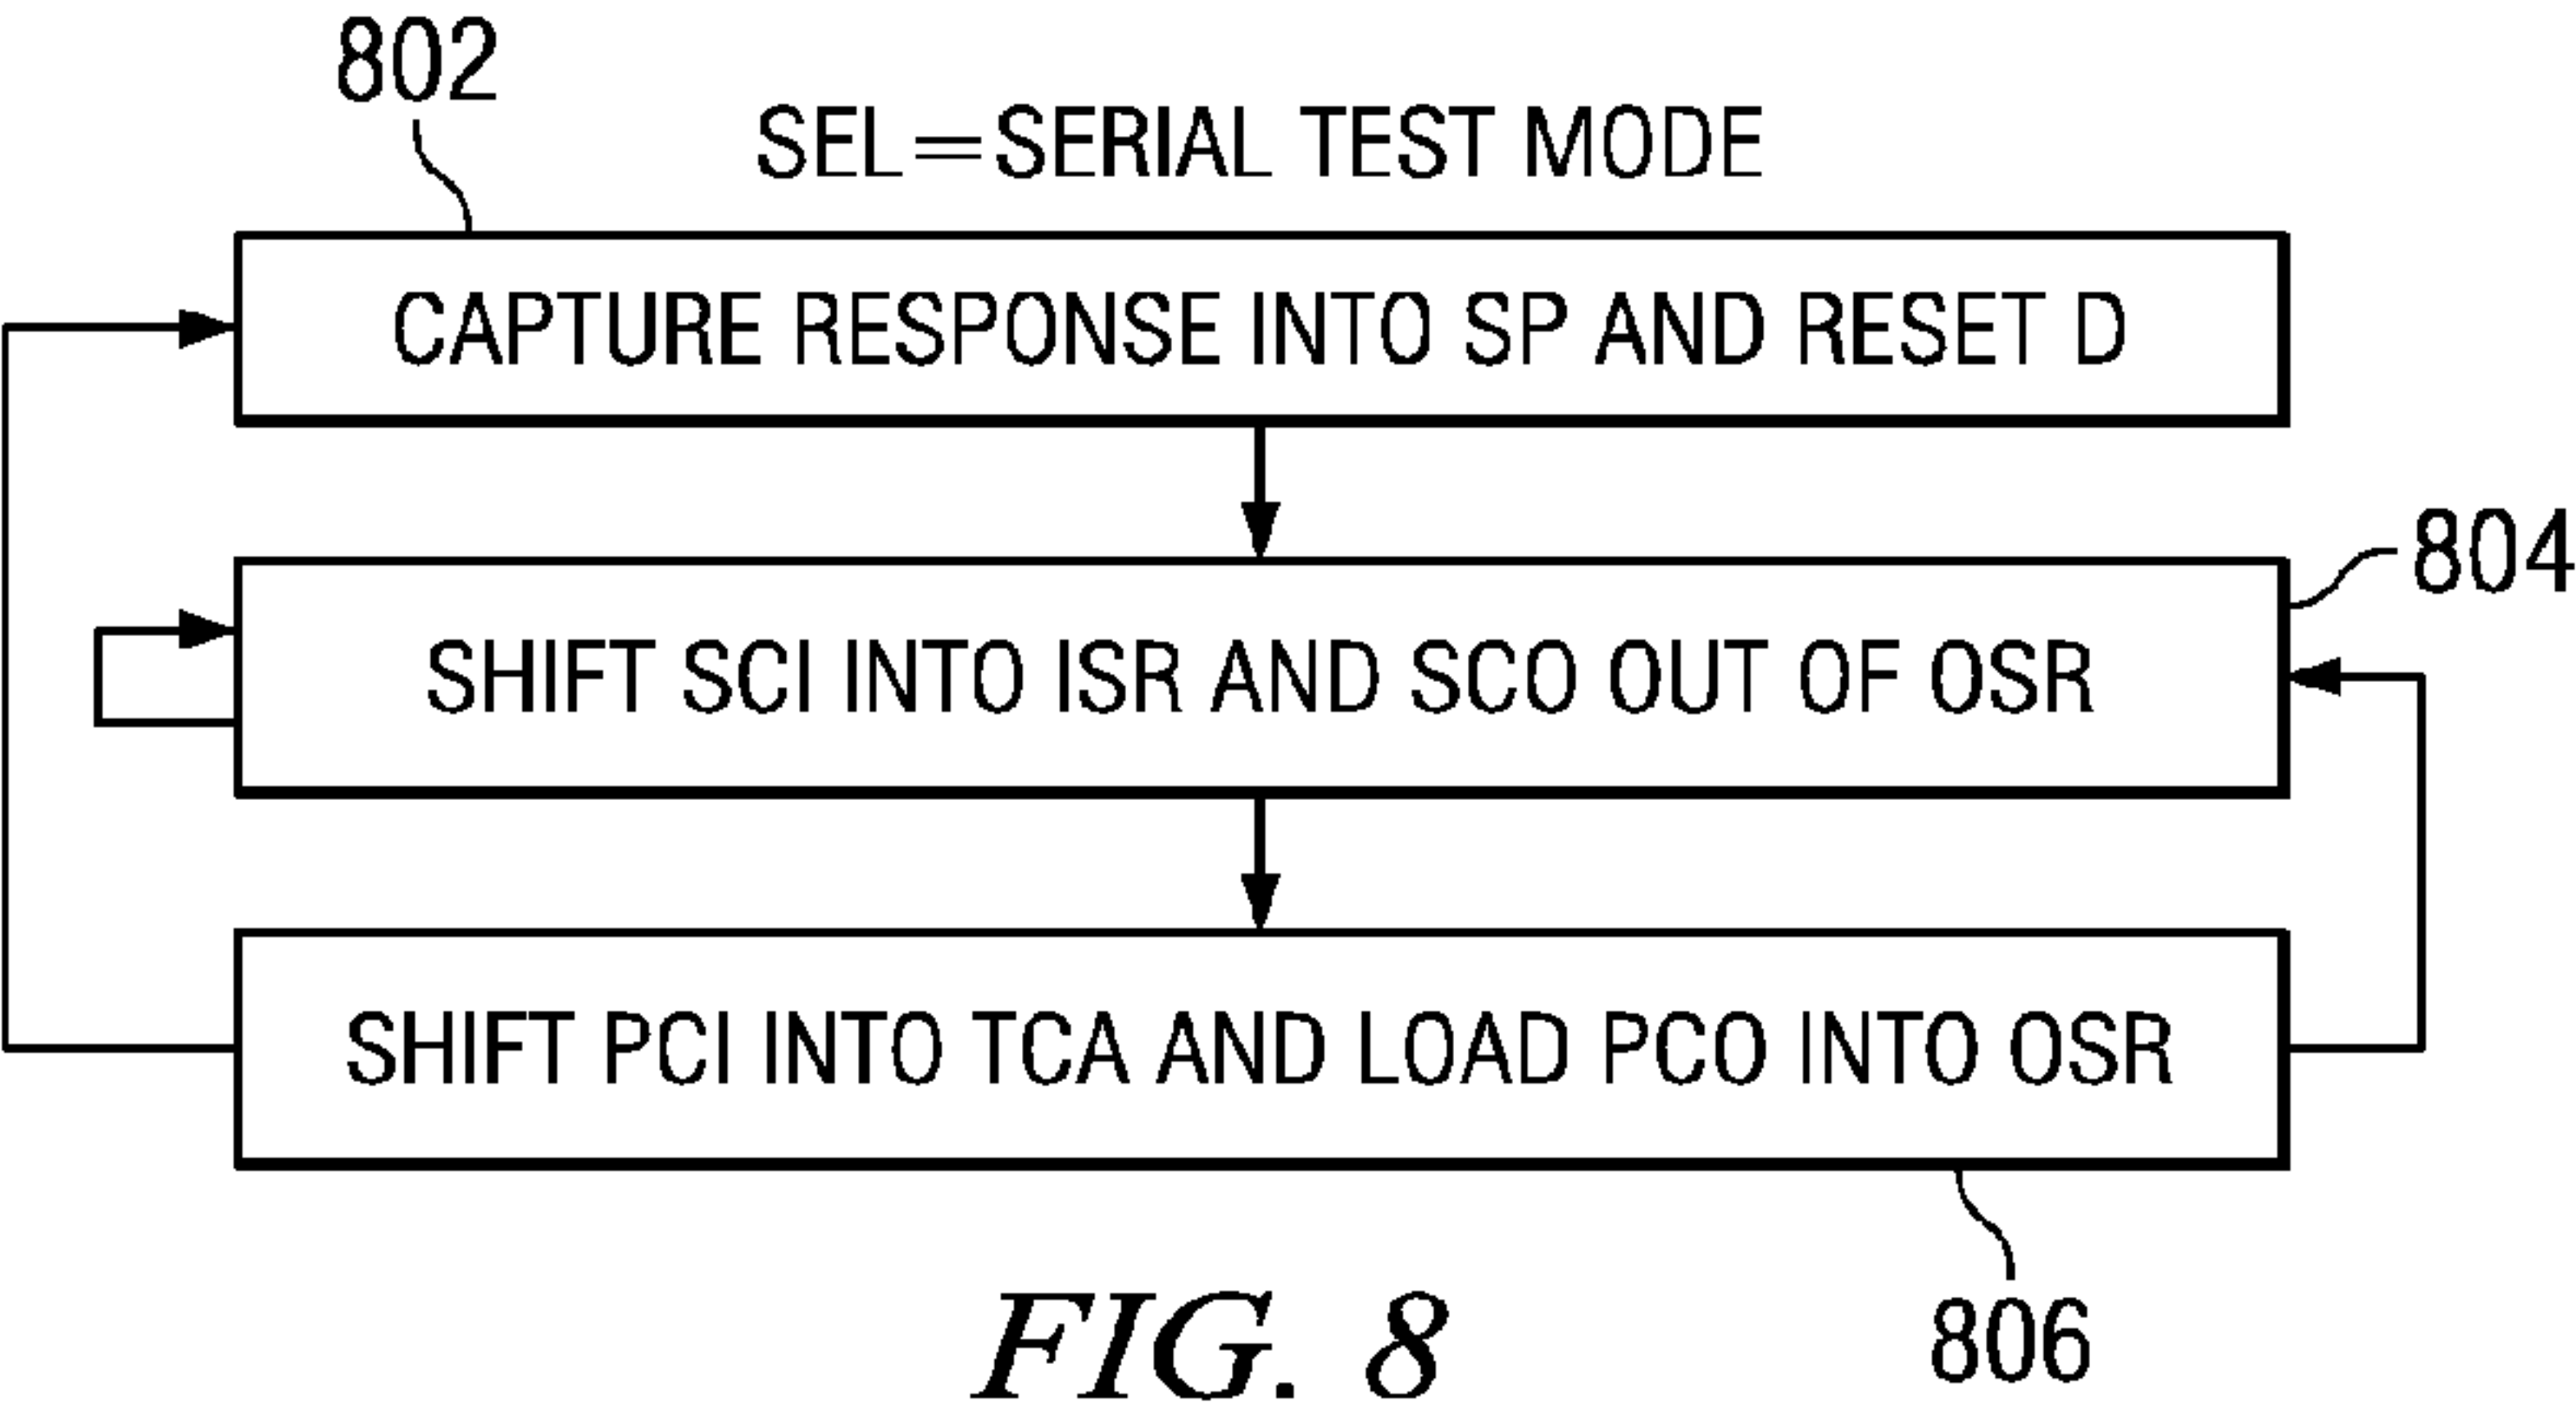 802
SEL=SERIAL TEST MODE
CAPTURE RESPONSE INTO SP AND RESET D
804
SHIFT SCI INTO ISR AND SCO OUT OF OSR
SHIFT PCI INTO TCA AND LOAD PCO INTO OSR
806
FIG. 8